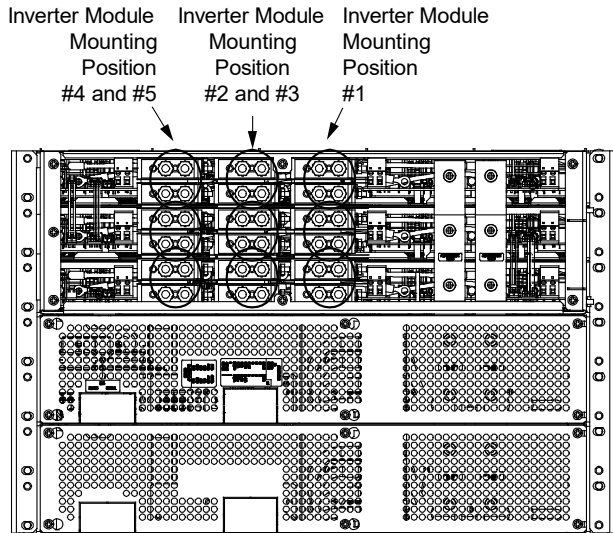 Inverter Module
Mounting
Position
#4 and #5
Inverter Module
Mounting
Position
#2 and #3
Inverter Module
Mounting
Position
#1